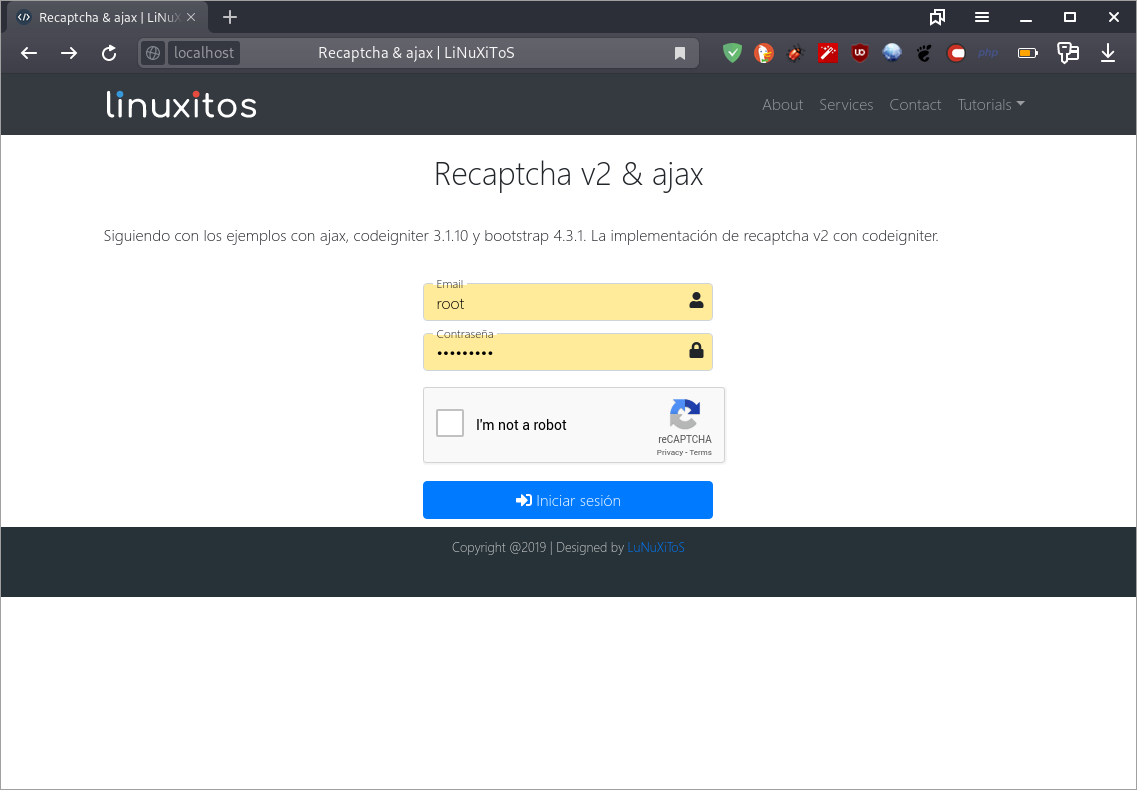 Recaptcha & ajax | LiNuX
localhost
Recaptcha & ajax | LiNuXiToS
php
linuxitos
About
Services
Contact
Tutorials
Recaptcha v2 & ajax
Siguiendo con los ejemplos con ajax, codeigniter 3.1.10 y bootstrap 4.3.1. La implementación de recaptcha v2 con codeigniter.
Email
root
Contraseña
I'm not a robot
reCAPTCHA
Privacy - Terms
Iniciar sesión
Copyright @2019 | Designed by LuNuXiToS